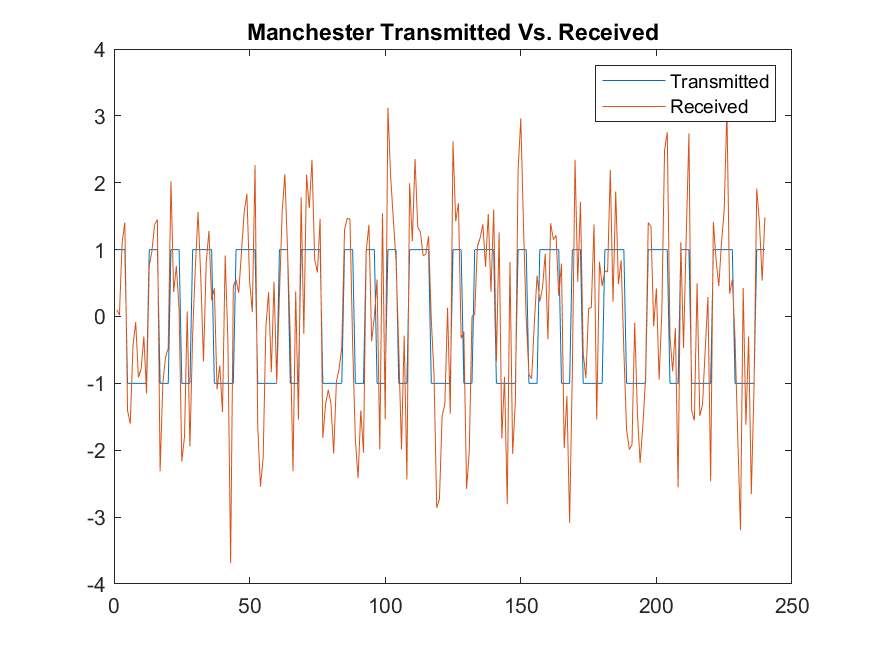 Manchester Transmitted Vs. Received
Transmitted
Received
4
3
2
1
0
-1
-2
-3
-4
0 50 100 150 200 250